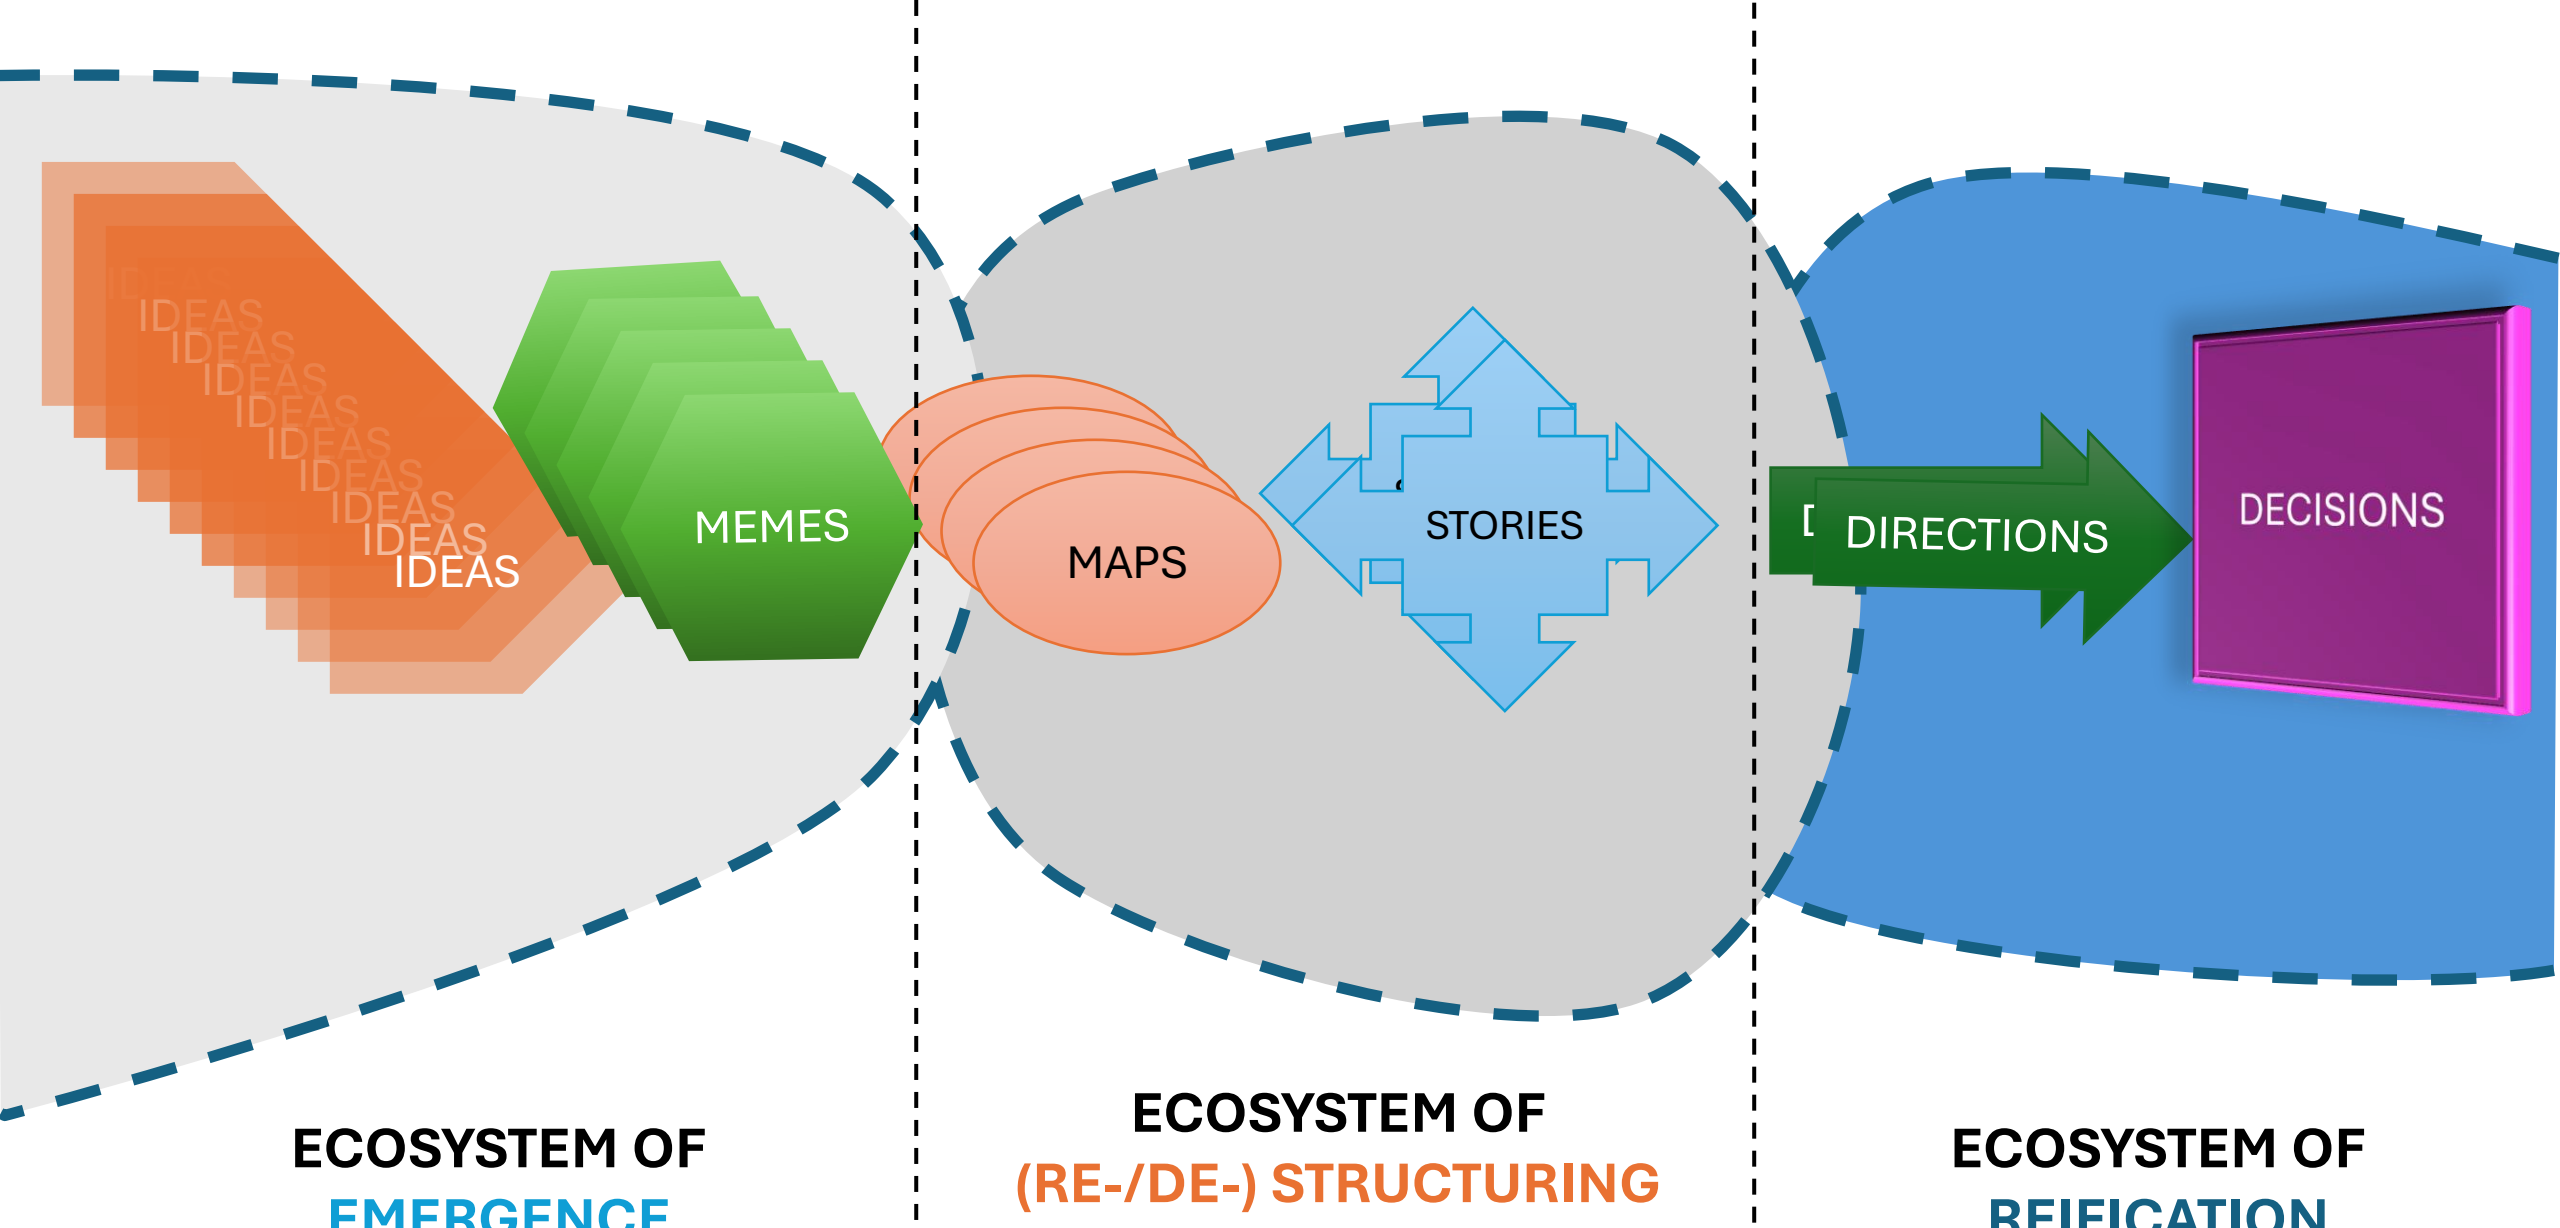 IDEAS
IDEAS
IDEAS
IDEAS
IDEAS
IDEAS
IDEAS
IDEAS
IDEAS
MEMES
MAPS
STORIES
DIRECTIONS
DECISIONS
ECOSYSTEM OF
EMERGENCE
ECOSYSTEM OF
(RE-/DE-) STRUCTURING
ECOSYSTEM OF
REIFICATION